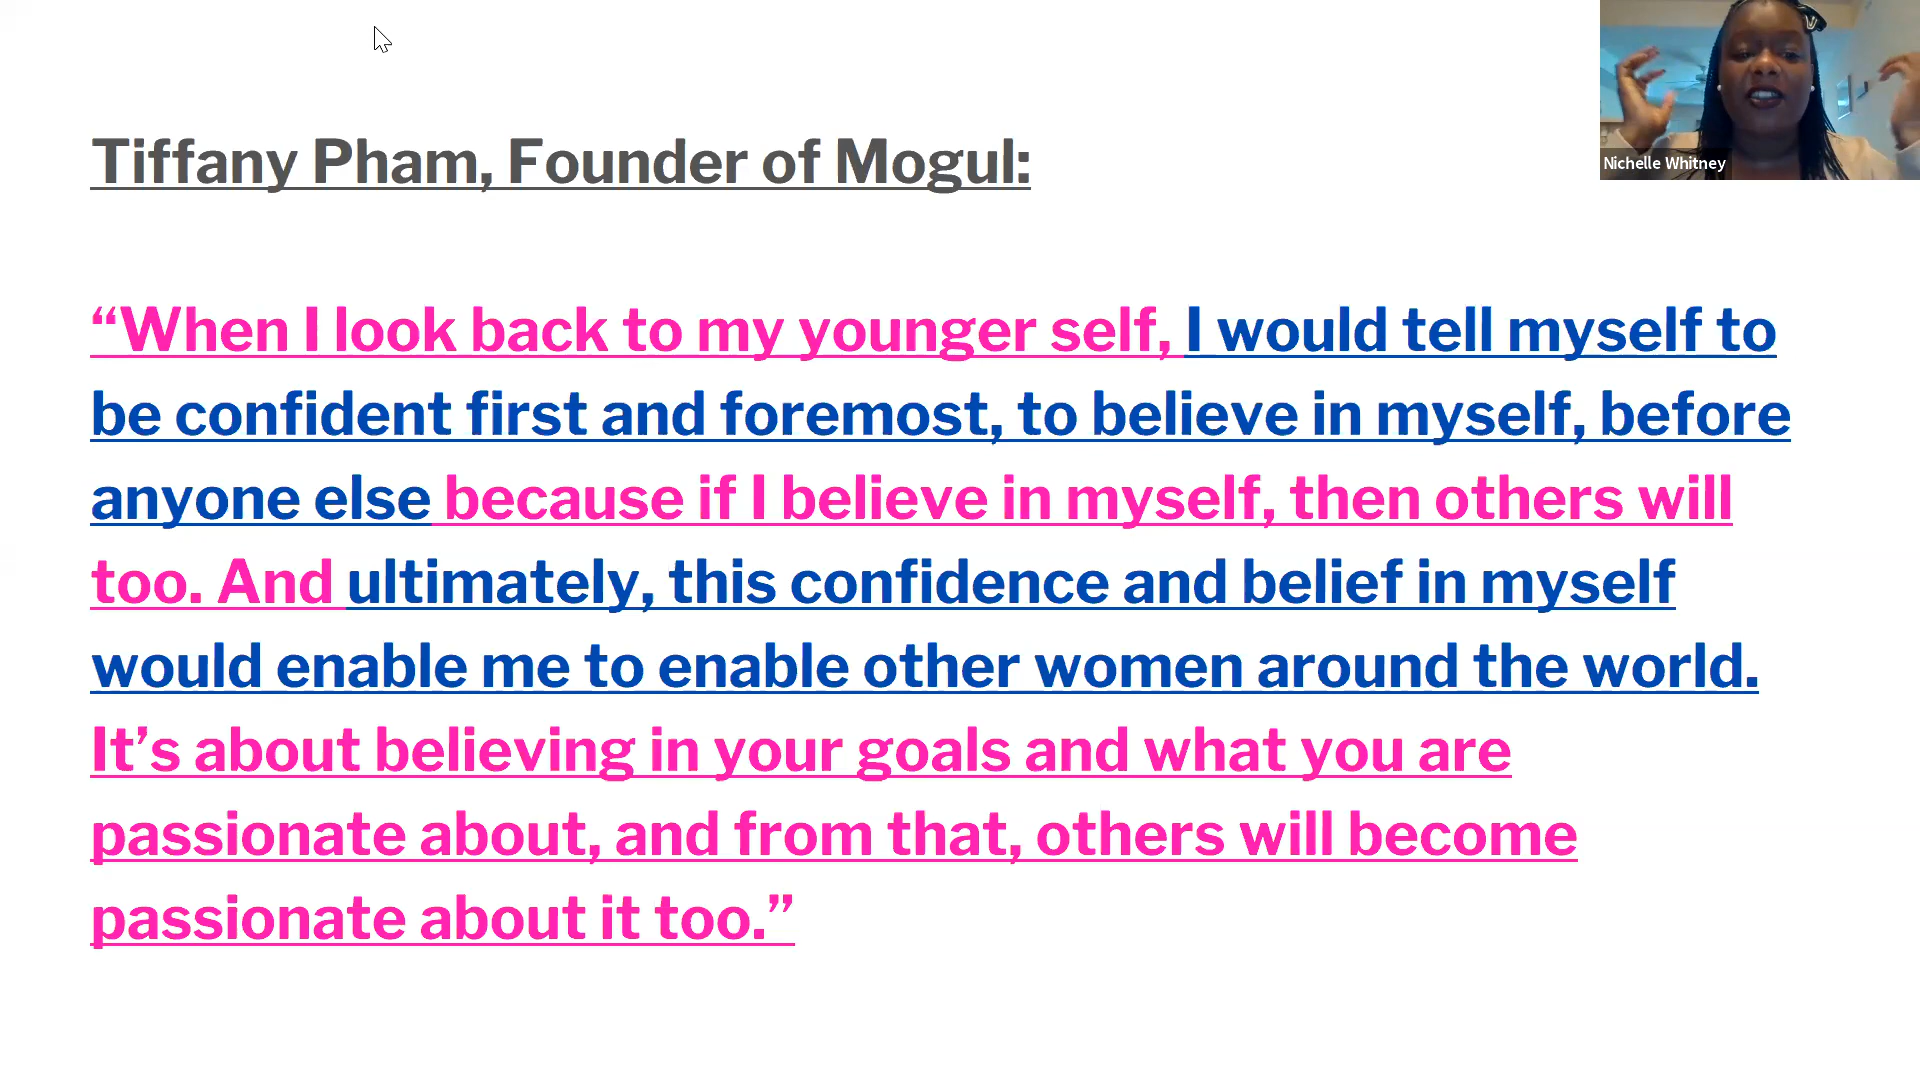 Nichelle Whitney
Tiffany Pham, Founder of Mogul:
“When I look back to my younger self, I would tell myself to
be confident first and foremost, to believe in myself, before
anyone else because if I believe in myself, then others will
too. And ultimately, this confidence and belief in myself
would enable me to enable other women around the world.
It’s about believing in your goals and what you are
passionate about, and from that, others will become
passionate about it too.”